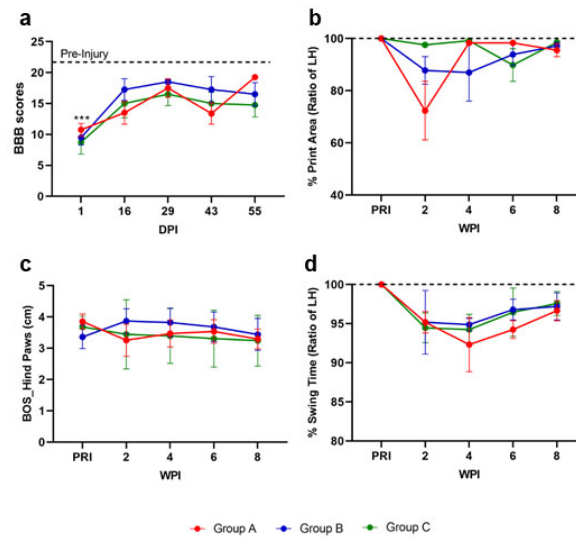 a
Pre-Injury
BBB scores
25
20
15
10
5
0
***
1 16 29 43 55
DPI
b
% Print Area (Ratio of LH)
100
80
60
40
PRI 2 4 6 8
WPI
c
BOS_Hind Paws (cm)
5
4
3
2
1
0
PRI 2 4 6 8
WPI
d
% Swing Time (Ratio of LH)
100
95
90
85
80
PRI 2 4 6 8
WPI
Group A Group B Group C